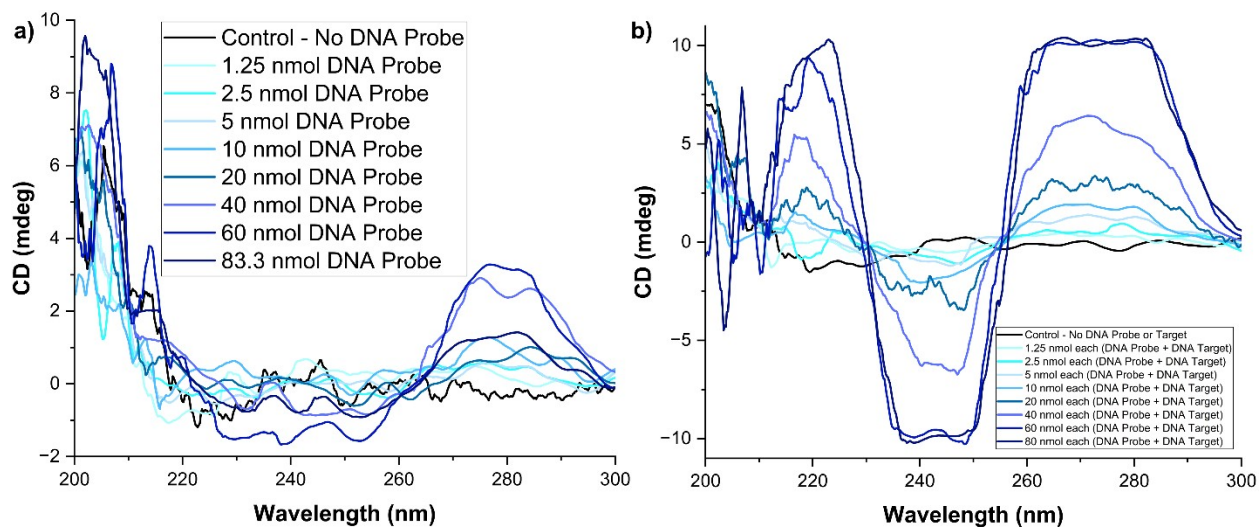 a)
10
8
6
4
2
0
−2
CD (mdeg)
Control - No DNA Probe
1.25 nmol DNA Probe
2.5 nmol DNA Probe
5 nmol DNA Probe
10 nmol DNA Probe
20 nmol DNA Probe
40 nmol DNA Probe
60 nmol DNA Probe
83.3 nmol DNA Probe
200 220 240 260 280 300
Wavelength (nm)
b)
10
5
0
−5
−10
CD (mdeg)
Control - No DNA Probe or Target
1.25 nmol each (DNA Probe + DNA Target)
2.5 nmol each (DNA Probe + DNA Target)
5 nmol each (DNA Probe + DNA Target)
10 nmol each (DNA Probe + DNA Target)
20 nmol each (DNA Probe + DNA Target)
40 nmol each (DNA Probe + DNA Target)
60 nmol each (DNA Probe + DNA Target)
80 nmol each (DNA Probe + DNA Target)
200 220 240 260 280 300
Wavelength (nm)